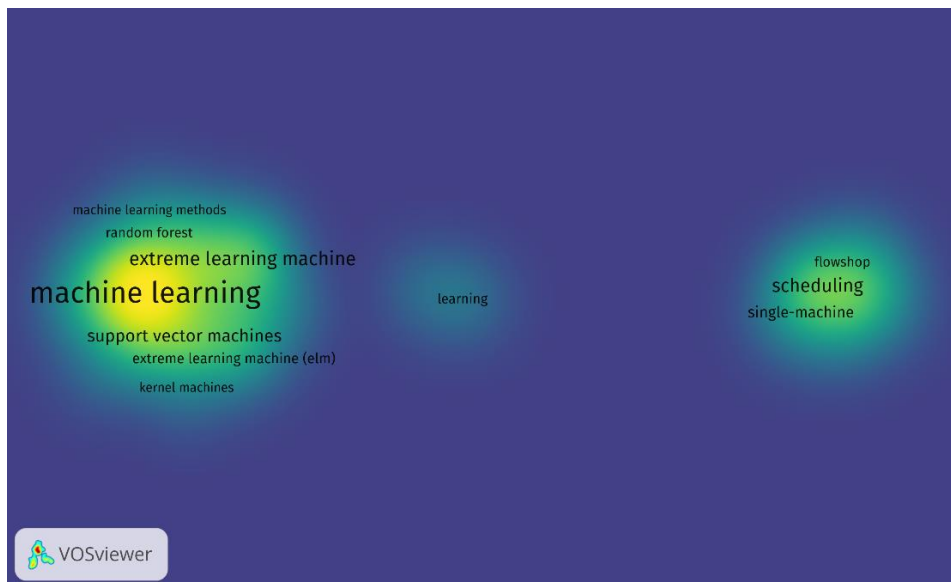 machine learning methods
random forest
extreme learning machine
machine learning
support vector machines
extreme learning machine (elm)
kernel machines
learning
flowshop
scheduling
single-machine
VOSviewer